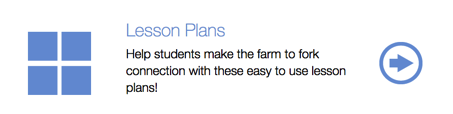 Lesson Plans
Help students make the farm to fork
connection with these easy to use lesson
plans!